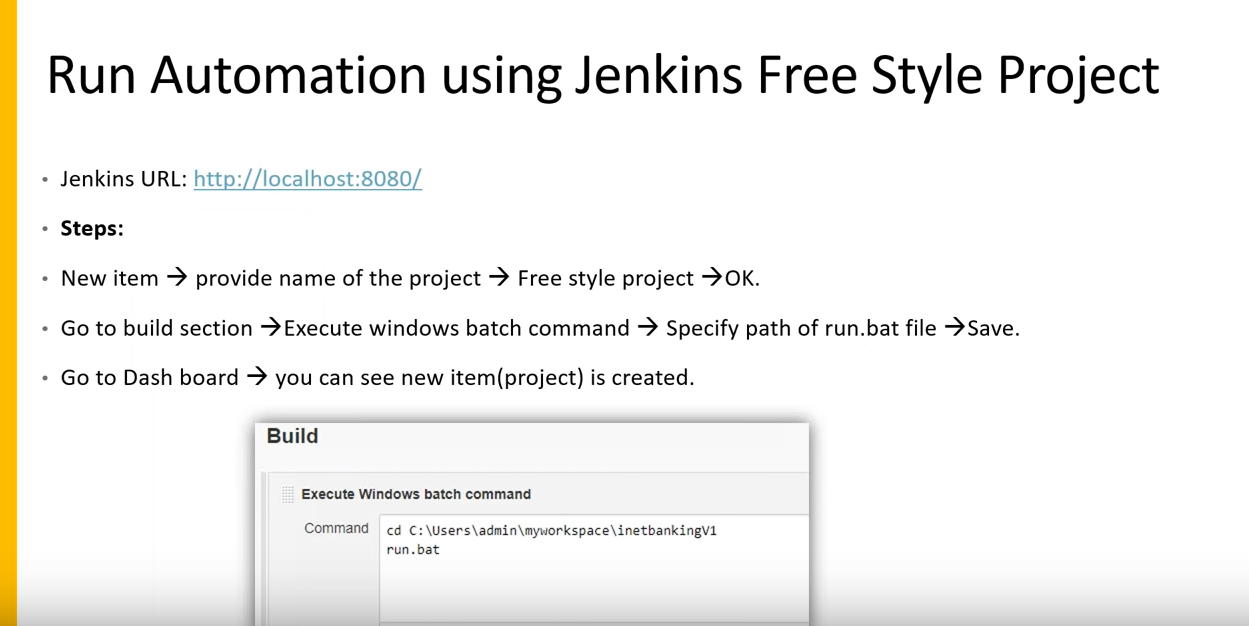 Run Automation using Jenkins Free Style Project
• Jenkins URL: http://localhost:8080/
• Steps:
• New item → provide name of the project → Free style project →OK.
• Go to build section →Execute windows batch command → Specify path of run.bat file →Save.
• Go to Dash board → you can see new item(project) is created.
Build
Execute Windows batch command
Command
cd C:\Users\admin\myworkspace\inetbankingV1
run.bat